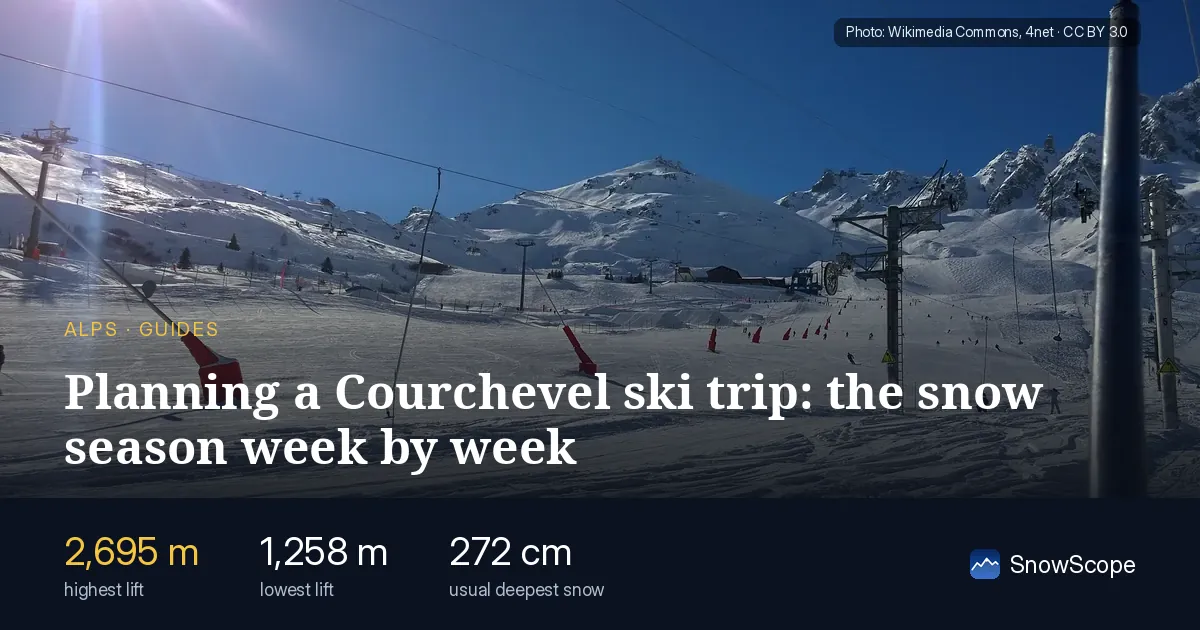 Photo: Wikimedia Commons, 4net · CC BY 3.0
ALPS · GUIDES
Planning a Courchevel ski trip: the snow
season week by week
2,695 m
highest lift
1,258 m
lowest lift
272 cm
usual deepest snow
SnowScope